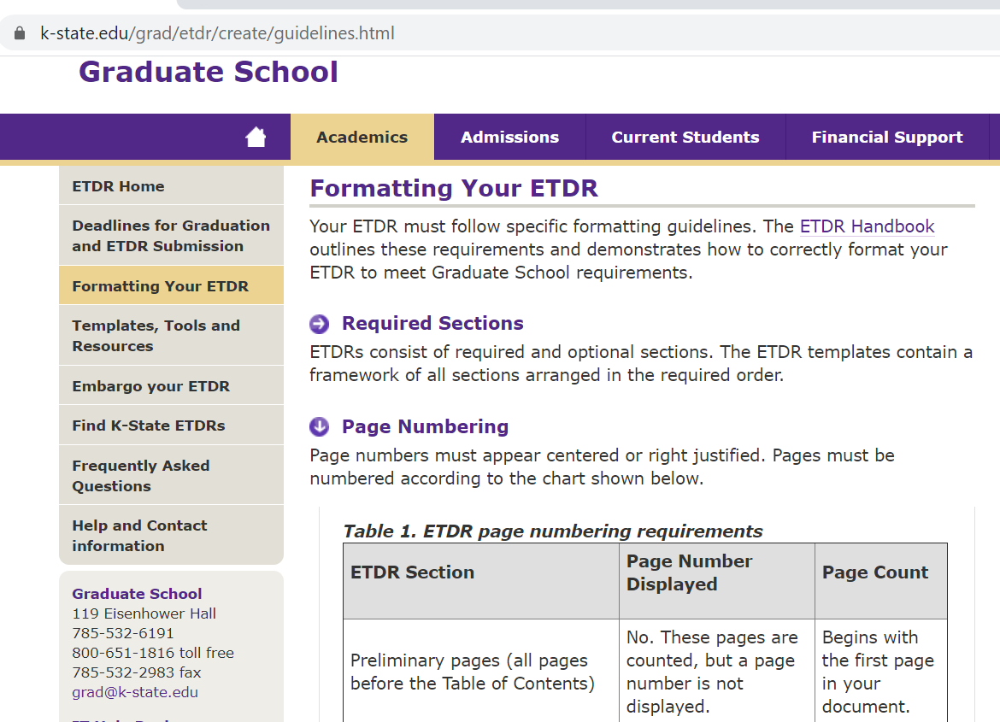 k-state.edu/grad/etdr/create/guidelines.html
Graduate School
Academics
Admissions
Current Students
Financial Support
ETDR Home
Deadlines for Graduation
and ETDR Submission
Formatting Your ETDR
Templates, Tools and
Resources
Embargo your ETDR
Find K-State ETDRs
Frequently Asked
Questions
Help and Contact
information
Graduate School
119 Eisenhower Hall
785-532-6191
800-651-1816 toll free
785-532-2983 fax
grad@k-state.edu
Formatting Your ETDR
Your ETDR must follow specific formatting guidelines. The ETDR Handbook
outlines these requirements and demonstrates how to correctly format your
ETDR to meet Graduate School requirements.
Required Sections
ETDRs consist of required and optional sections. The ETDR templates contain a
framework of all sections arranged in the required order.
Page Numbering
Page numbers must appear centered or right justified. Pages must be
numbered according to the chart shown below.
Table 1. ETDR page numbering requirements
ETDR Section
Page Number
Displayed
Page Count
Preliminary pages (all pages
before the Table of Contents)
No. These pages are
counted, but a page
number is not
displayed.
Begins with
the first page
in your
document.